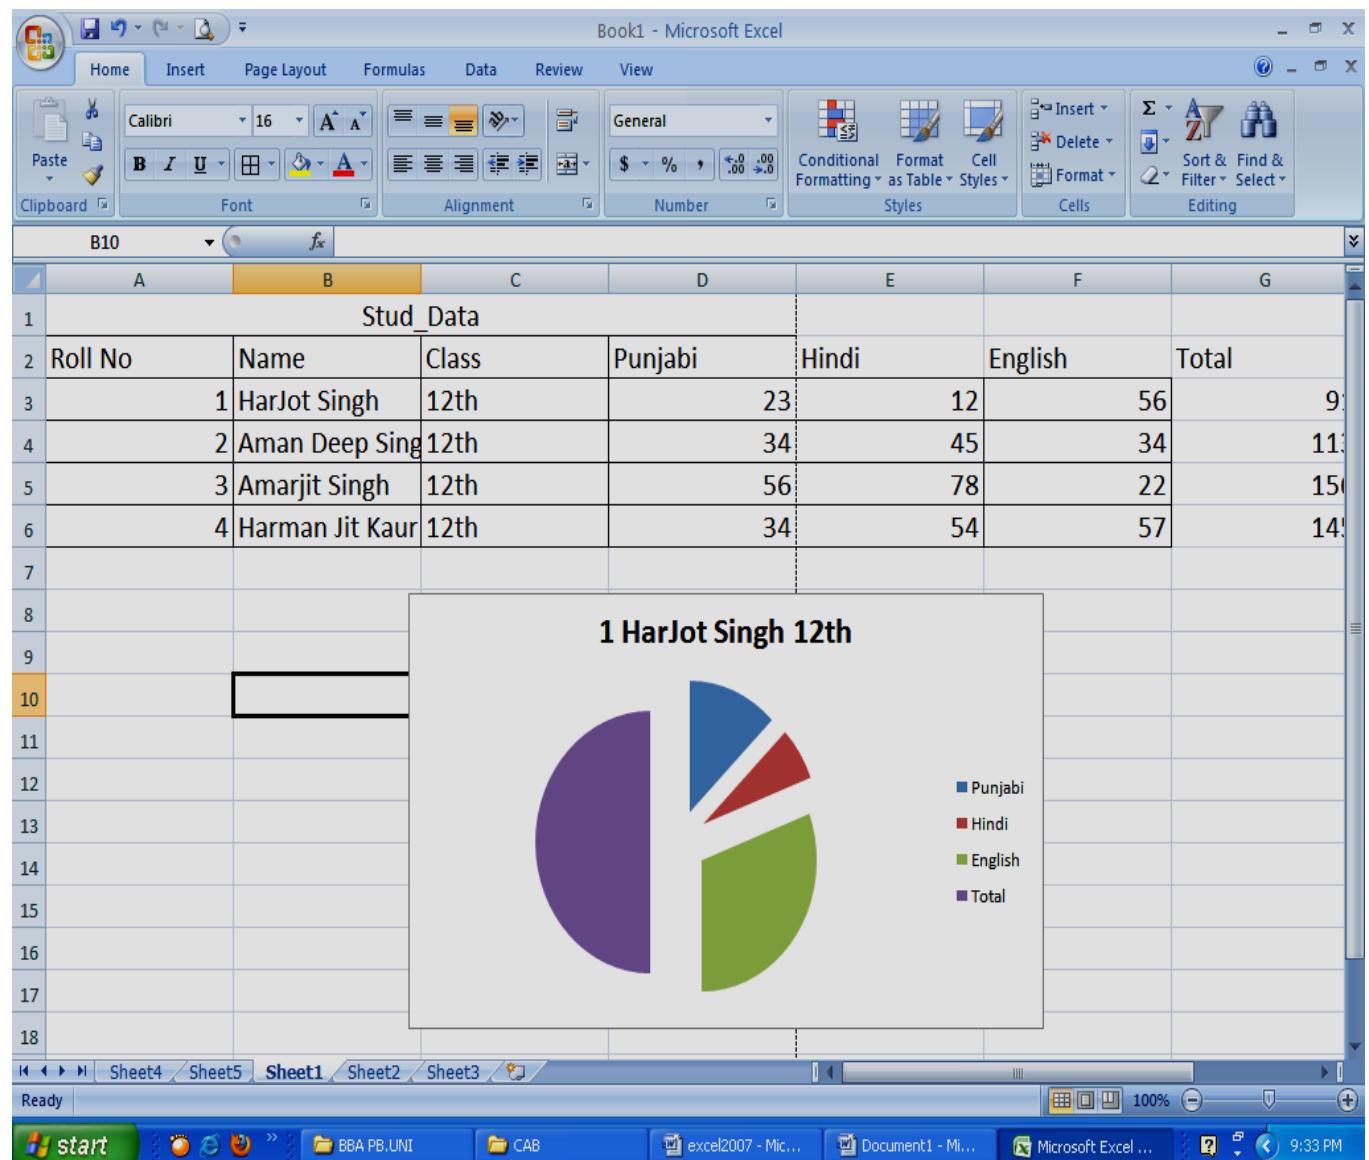 Book1 - Microsoft Excel
Home Insert Page Layout Formulas Data Review View
Calibri 16 A A General Insert Σ
Paste B I U A $ % , .0 .00 .00 .0 Conditional Formatting Format as Table Cell Styles Delete Format Sort & Filter Find & Select
Clipboard Font Alignment Number Styles Cells Editing
B10 fx
A B C D E F G
1 Stud_Data
2 Roll No Name Class Punjabi Hindi English Total
3 1 HarJot Singh 12th 23 12 56
4 2 Aman Deep Sing 12th 34 45 34
5 3 Amarjit Singh 12th 56 78 22
6 4 Harman Jit Kaur 12th 34 54 57
7
8
1 HarJot Singh 12th
9
10
11
12
Punjabi
13
Hindi
14
English
15
Total
16
17
18
Sheet4 Sheet5 Sheet1 Sheet2 Sheet3
Ready 100%
start BBA PB.UNI CAB excel2007 - Mic... Document1 - Mi... Microsoft Excel ... 9:33 PM